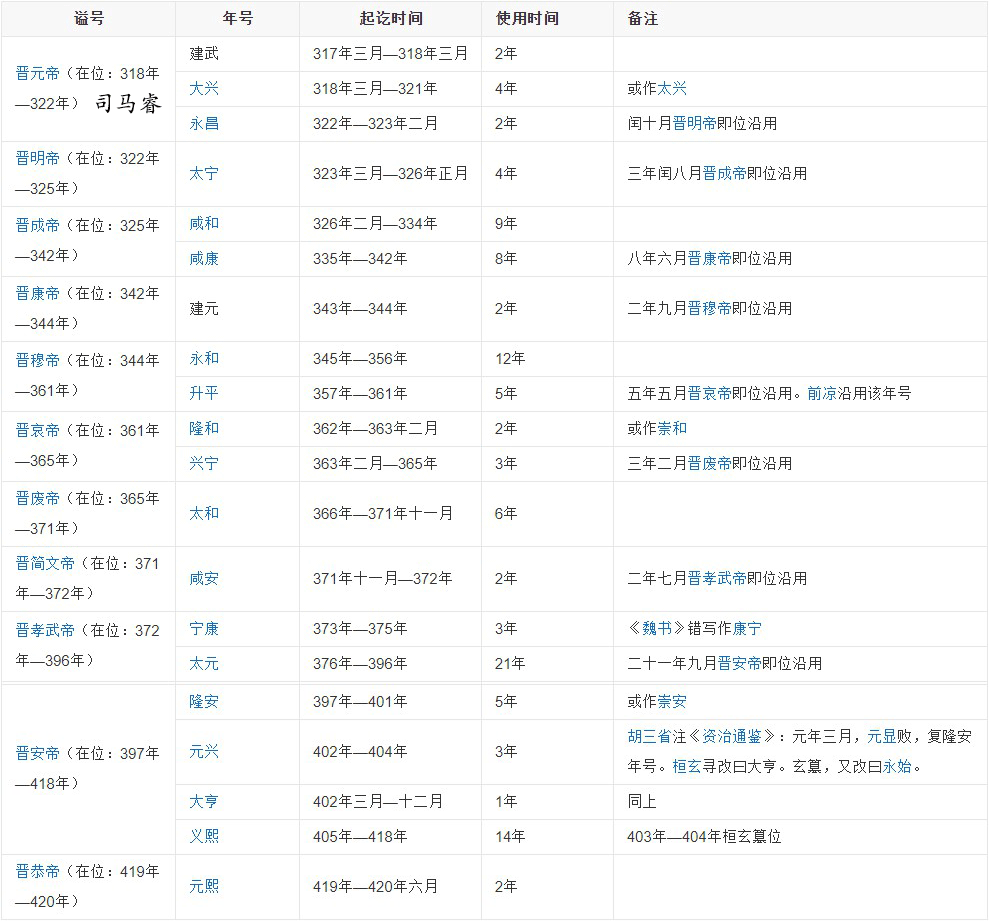 谥号 年号 起讫时间 使用时间 备注
晋元帝（在位：318年
—322年） 司马睿
建武 317年三月—318年三月 2年
大兴 318年三月—321年 4年 或作太兴
永昌 322年—323年二月 2年 闰十月晋明帝即位沿用
晋明帝（在位：322年
—325年）
太宁 323年三月—326年正月 4年 三年闰八月晋成帝即位沿用
晋成帝（在位：325年
—342年）
咸和 326年二月—334年 9年
咸康 335年—342年 8年 八年六月晋康帝即位沿用
晋康帝（在位：342年
—344年）
建元 343年—344年 2年 二年九月晋穆帝即位沿用
晋穆帝（在位：344年
—361年）
永和 345年—356年 12年
升平 357年—361年 5年 五年五月晋哀帝即位沿用。前凉沿用该年号
晋哀帝（在位：361年
—365年）
隆和 362年—363年二月 2年 或作崇和
兴宁 363年二月—365年 3年 三年二月晋废帝即位沿用
晋废帝（在位：365年
—371年）
太和 366年—371年十一月 6年
晋简文帝（在位：371
年—372年）
咸安 371年十一月—372年 2年 二年七月晋孝武帝即位沿用
晋孝武帝（在位：372
年—396年）
宁康 373年—375年 3年 《魏书》错写作康宁
太元 376年—396年 21年 二十一年九月晋安帝即位沿用
晋安帝（在位：397年
—418年）
隆安 397年—401年 5年 或作崇安
元兴 402年—404年 3年 胡三省注《资治通鉴》：元年三月，元显败，复隆安
年号。桓玄寻改曰大亨。玄篡，又改曰永始。
大亨 402年三月—十二月 1年 同上
义熙 405年—418年 14年 403年—404年桓玄篡位
晋恭帝（在位：419年
—420年）
元熙 419年—420年六月 2年